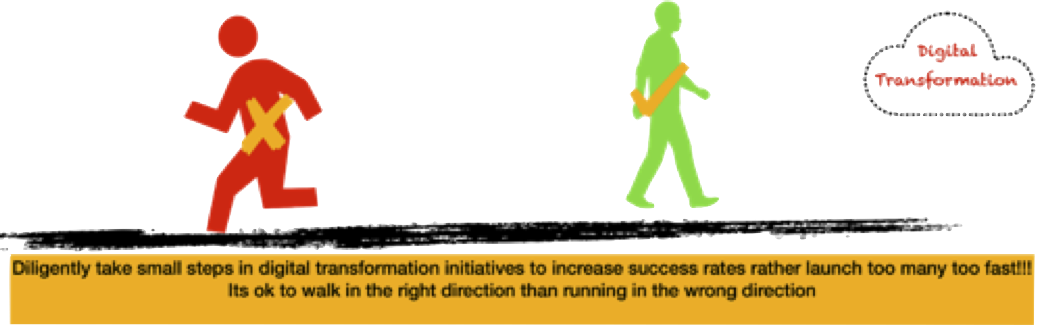 Digital
Transformation
Diligently take small steps in digital transformation initiatives to increase success rates rather launch too many too fast!!!
Its ok to walk in the right direction than running in the wrong direction